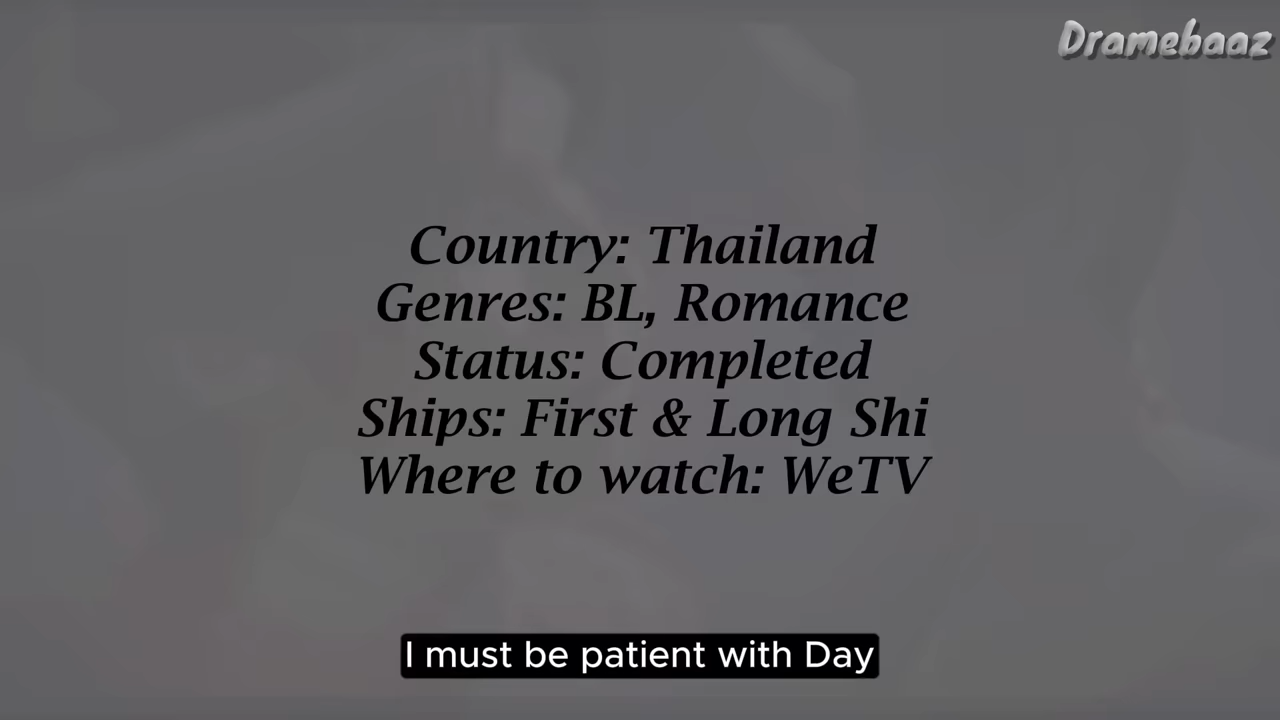 Dramebaaz
Country: Thailand
Genres: BL, Romance
Status: Completed
Ships: First & Long Shi
Where to watch: WeTV
I must be patient with Day